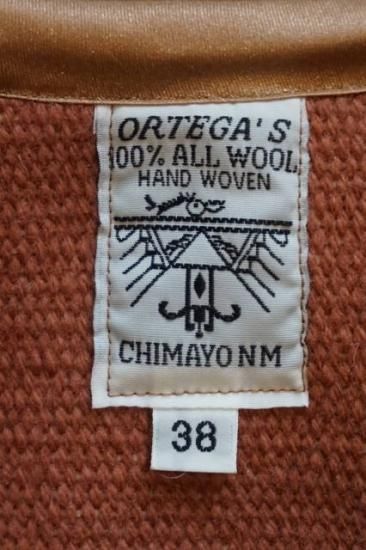 ORTEGA'S
100% ALL WOOL
HAND WOVEN
CHIMAYO NM
38